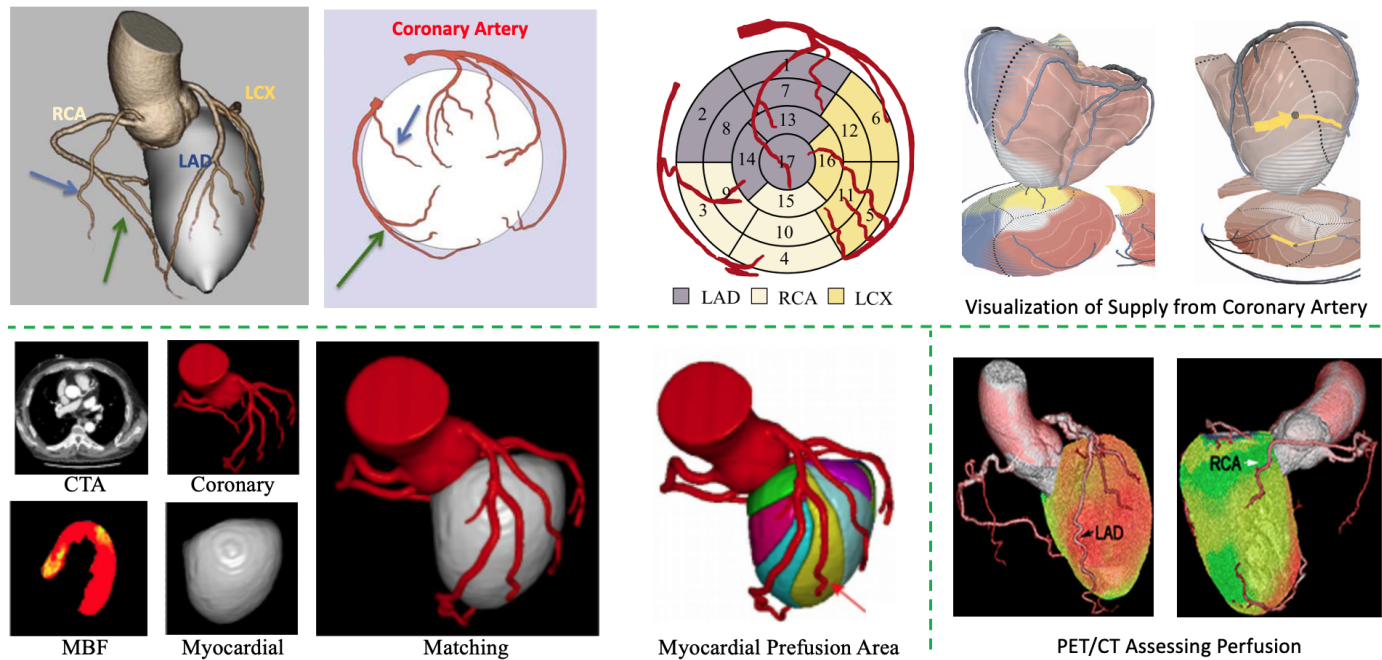 RCA
LCX
LAD
Coronary Artery
1
2
7
6
8
13
12
14
17
16
3
9
15
11
5
10
4
LAD
RCA
LCX
Visualization of Supply from Coronary Artery
CTA
Coronary
MBF
Myocardial
Matching
Myocardial Prefusion Area
LAD
RCA
PET/CT Assessing Perfusion